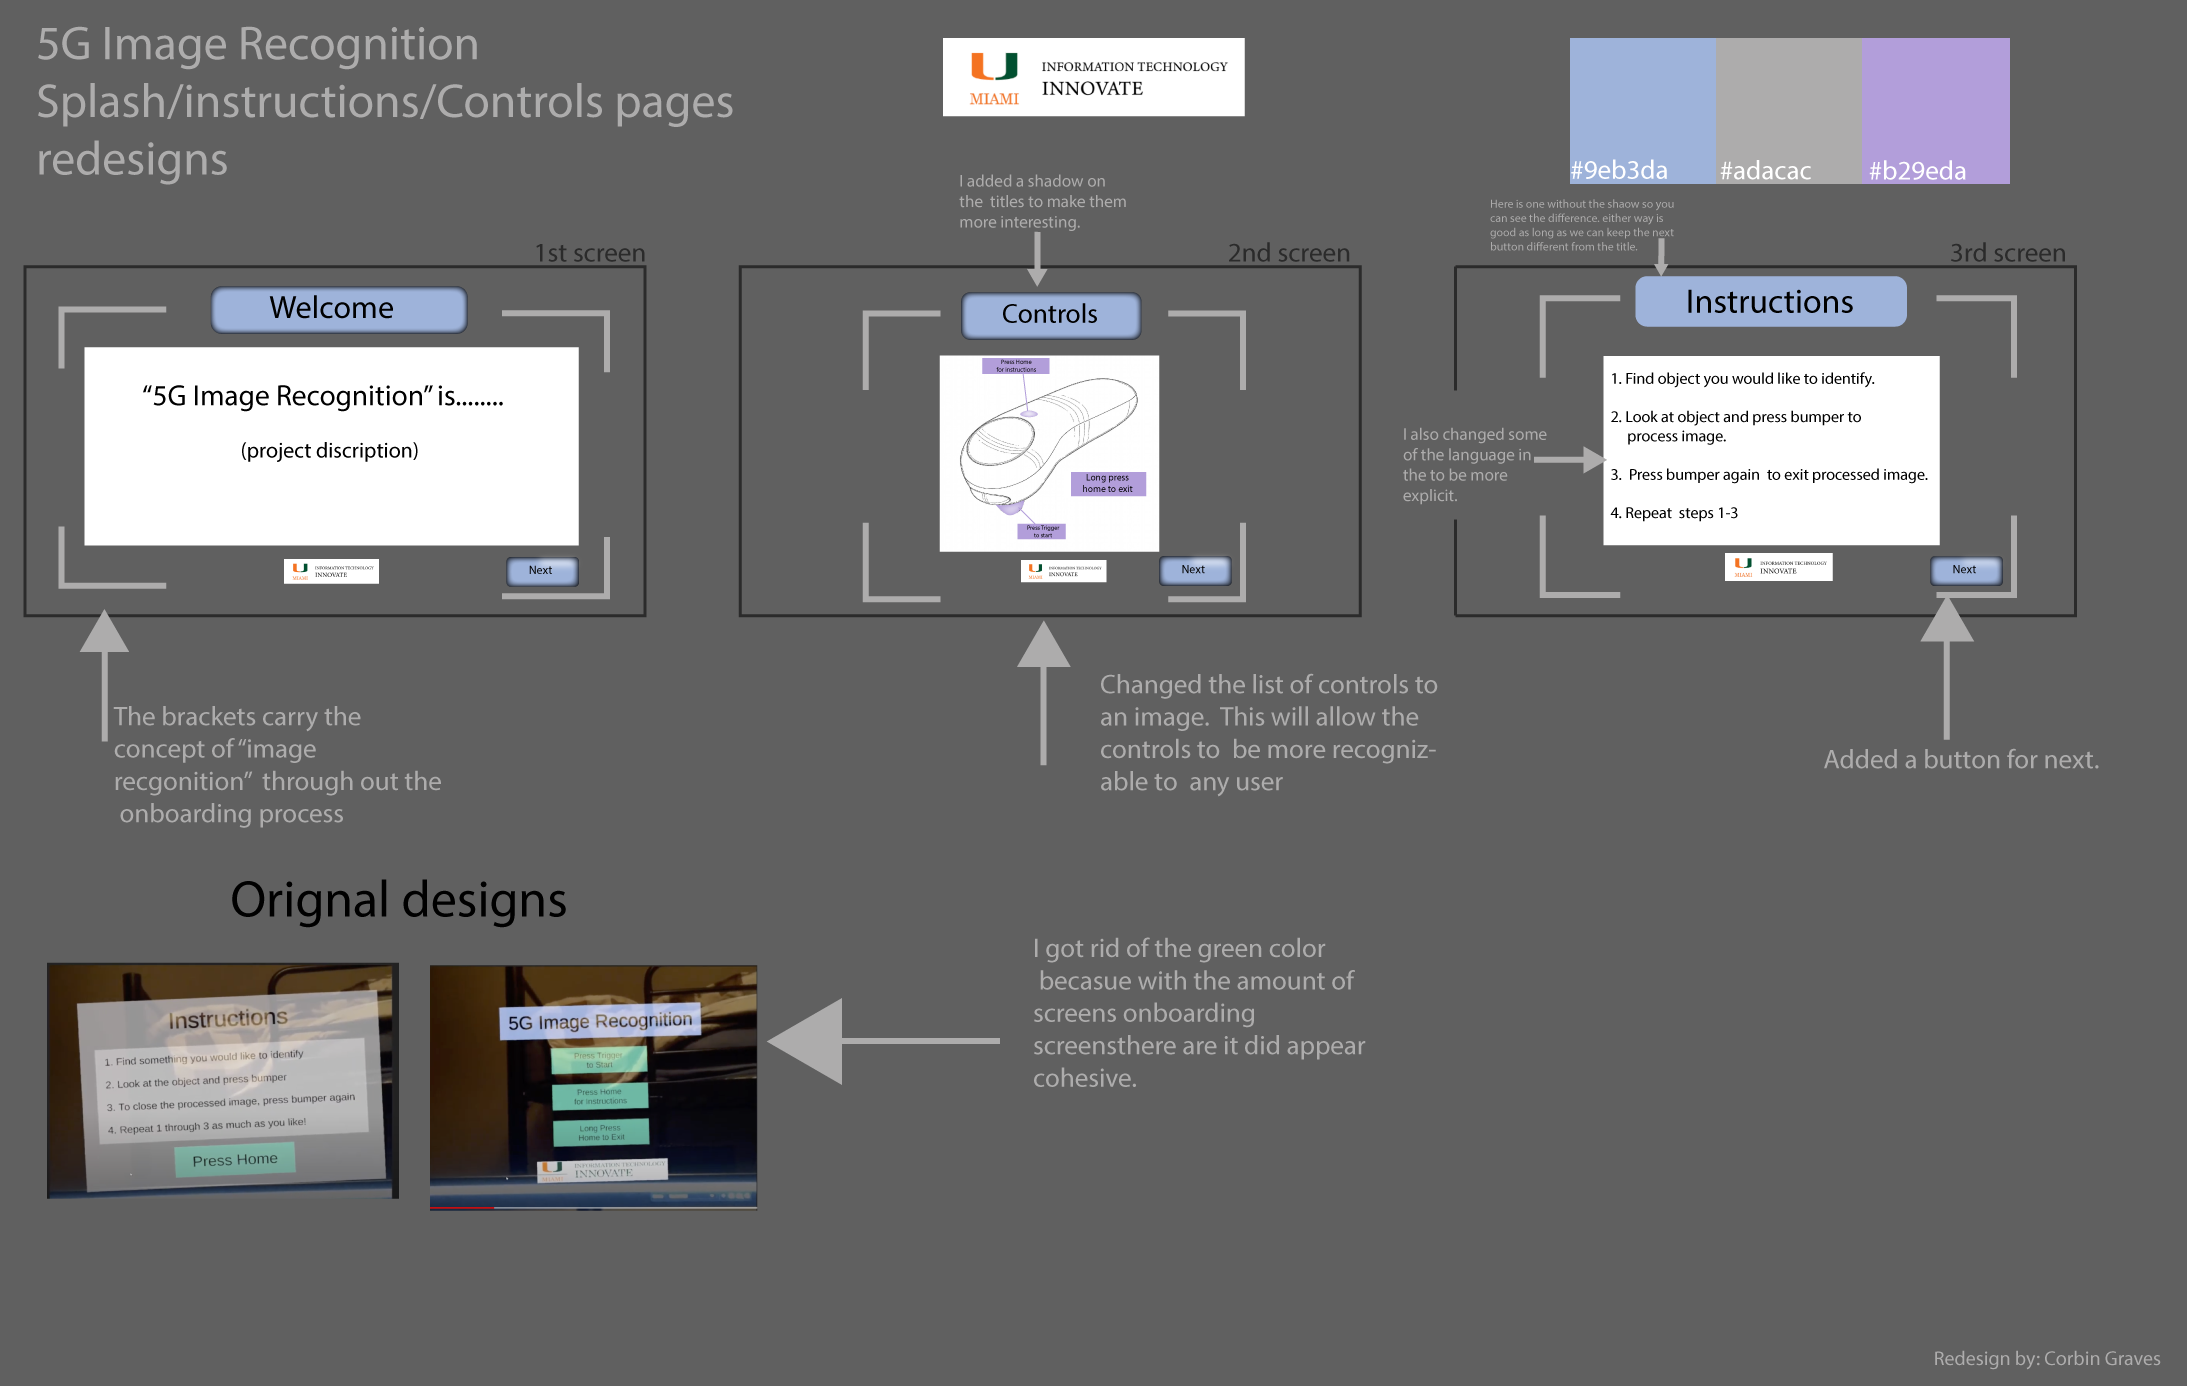 5G Image Recognition
Splash/instructions/Controls pages
redesigns
U
MIAMI
INFORMATION TECHNOLOGY
INNOVATE
#9eb3da
#adacac
#b29eda
I added a shadow on
the  titles to make them
more interesting.
Here is one without the shaow so you
can see the difference. either way is
good as long as we can keep the next
button different from the title.
1st screen
Welcome
“5G Image Recognition” is........
(project discription)
U
MIAMI
INFORMATION TECHNOLOGY
INNOVATE
Next
2nd screen
Controls
Press Home
for instructions
Long press
home to exit
Press Trigger
to start
U
MIAMI
INFORMATION TECHNOLOGY
INNOVATE
Next
3rd screen
Instructions
1. Find object you would like to identify.
2. Look at object and press bumper to
process image.
3.  Press bumper again  to exit processed image.
4. Repeat  steps 1-3
U
MIAMI
INFORMATION TECHNOLOGY
INNOVATE
Next
I also changed some
of the language in
the to be more
explicit.
The brackets carry the
concept of “image
recgonition”  through out the
onboarding process
Changed the list of controls to
an image.  This will allow the
controls to  be more recogniz-
able to  any user
Added a button for next.
Orignal designs
Instructions
1. Find something you would like to identify
2. Look at the object and press bumper
3. To close the processed image, press bumper again
4. Repeat 1 through 3 as much as you like!
Press Home
5G Image Recognition
Press Trigger
to Start
Press Home
for Instructions
Long Press
Home to Exit
U
INFORMATION TECHNOLOGY
INNOVATE
I got rid of the green color
becasue with the amount of
screens onboarding
screensthere are it did appear
cohesive.
Redesign by: Corbin Graves